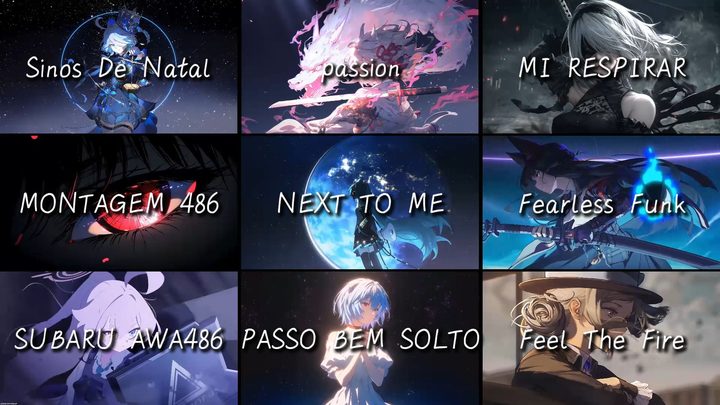 Sinos De Natal
passion
MI RESPIRAR
MONTAGEM 486
NEXT TO ME
Fearless Funk
SUBARU AWA486
PASSO BEM SOLTO
Feel The Fire